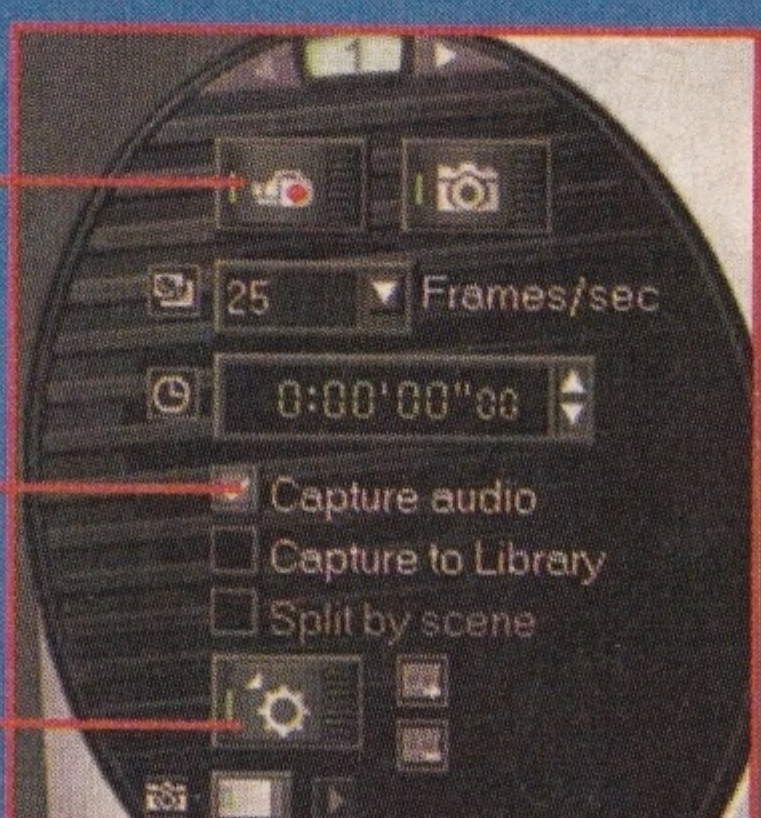 1
25 Frames/sec
0:00'00"00
Capture audio
Capture to Library
Split by scene